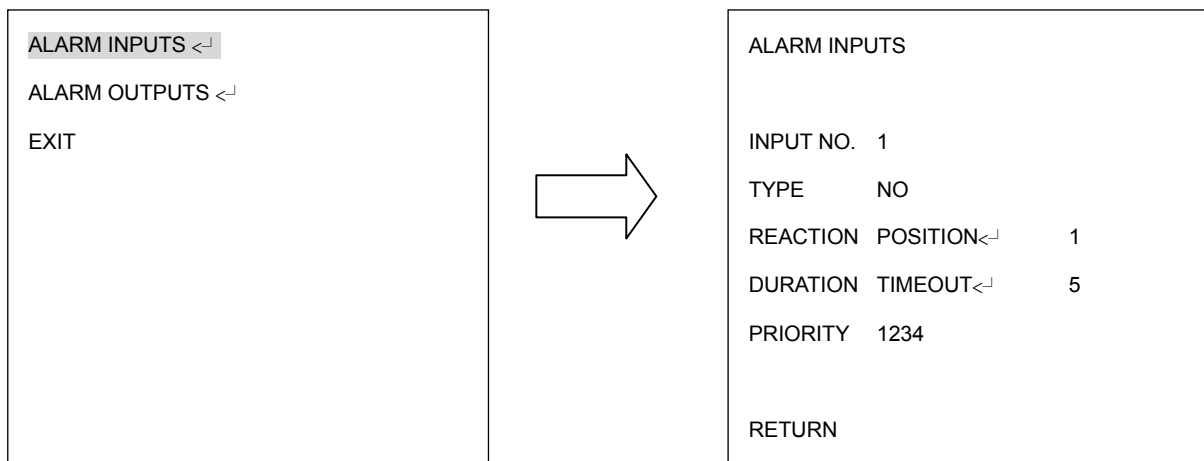 ALARM INPUTS <┘
ALARM OUTPUTS <┘
EXIT
ALARM INPUTS
INPUT NO. 1
TYPE NO
REACTION POSITION<┘ 1
DURATION TIMEOUT<┘ 5
PRIORITY 1234
RETURN